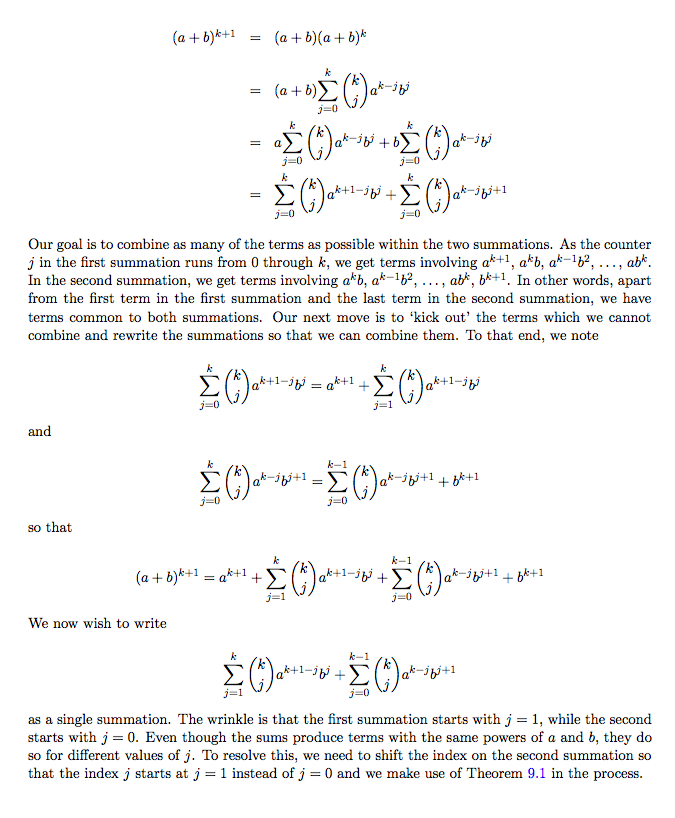 (a + b)^{k+1} = (a + b)(a + b)^k
= (a + b) \sum_{j=0}^{k} \binom{k}{j} a^{k-j} b^j
= a \sum_{j=0}^{k} \binom{k}{j} a^{k-j} b^j + b \sum_{j=0}^{k} \binom{k}{j} a^{k-j} b^j
= \sum_{j=0}^{k} \binom{k}{j} a^{k+1-j} b^j + \sum_{j=0}^{k} \binom{k}{j} a^{k-j} b^{j+1}
Our goal is to combine as many of the terms as possible within the two summations. As the counter
j in the first summation runs from 0 through k, we get terms involving a^{k+1}, a^k b, a^{k-1} b^2, . . . , ab^k.
In the second summation, we get terms involving a^k b, a^{k-1} b^2, . . . , ab^k, b^{k+1}. In other words, apart
from the first term in the first summation and the last term in the second summation, we have
terms common to both summations. Our next move is to ‘kick out’ the terms which we cannot
combine and rewrite the summations so that we can combine them. To that end, we note
\sum_{j=0}^{k} \binom{k}{j} a^{k+1-j} b^j = a^{k+1} + \sum_{j=1}^{k} \binom{k}{j} a^{k+1-j} b^j
and
\sum_{j=0}^{k} \binom{k}{j} a^{k-j} b^{j+1} = \sum_{j=0}^{k-1} \binom{k}{j} a^{k-j} b^{j+1} + b^{k+1}
so that
(a + b)^{k+1} = a^{k+1} + \sum_{j=1}^{k} \binom{k}{j} a^{k+1-j} b^j + \sum_{j=0}^{k-1} \binom{k}{j} a^{k-j} b^{j+1} + b^{k+1}
We now wish to write
\sum_{j=1}^{k} \binom{k}{j} a^{k+1-j} b^j + \sum_{j=0}^{k-1} \binom{k}{j} a^{k-j} b^{j+1}
as a single summation. The wrinkle is that the first summation starts with j = 1, while the second
starts with j = 0. Even though the sums produce terms with the same powers of a and b, they do
so for different values of j. To resolve this, we need to shift the index on the second summation so
that the index j starts at j = 1 instead of j = 0 and we make use of Theorem 9.1 in the process.